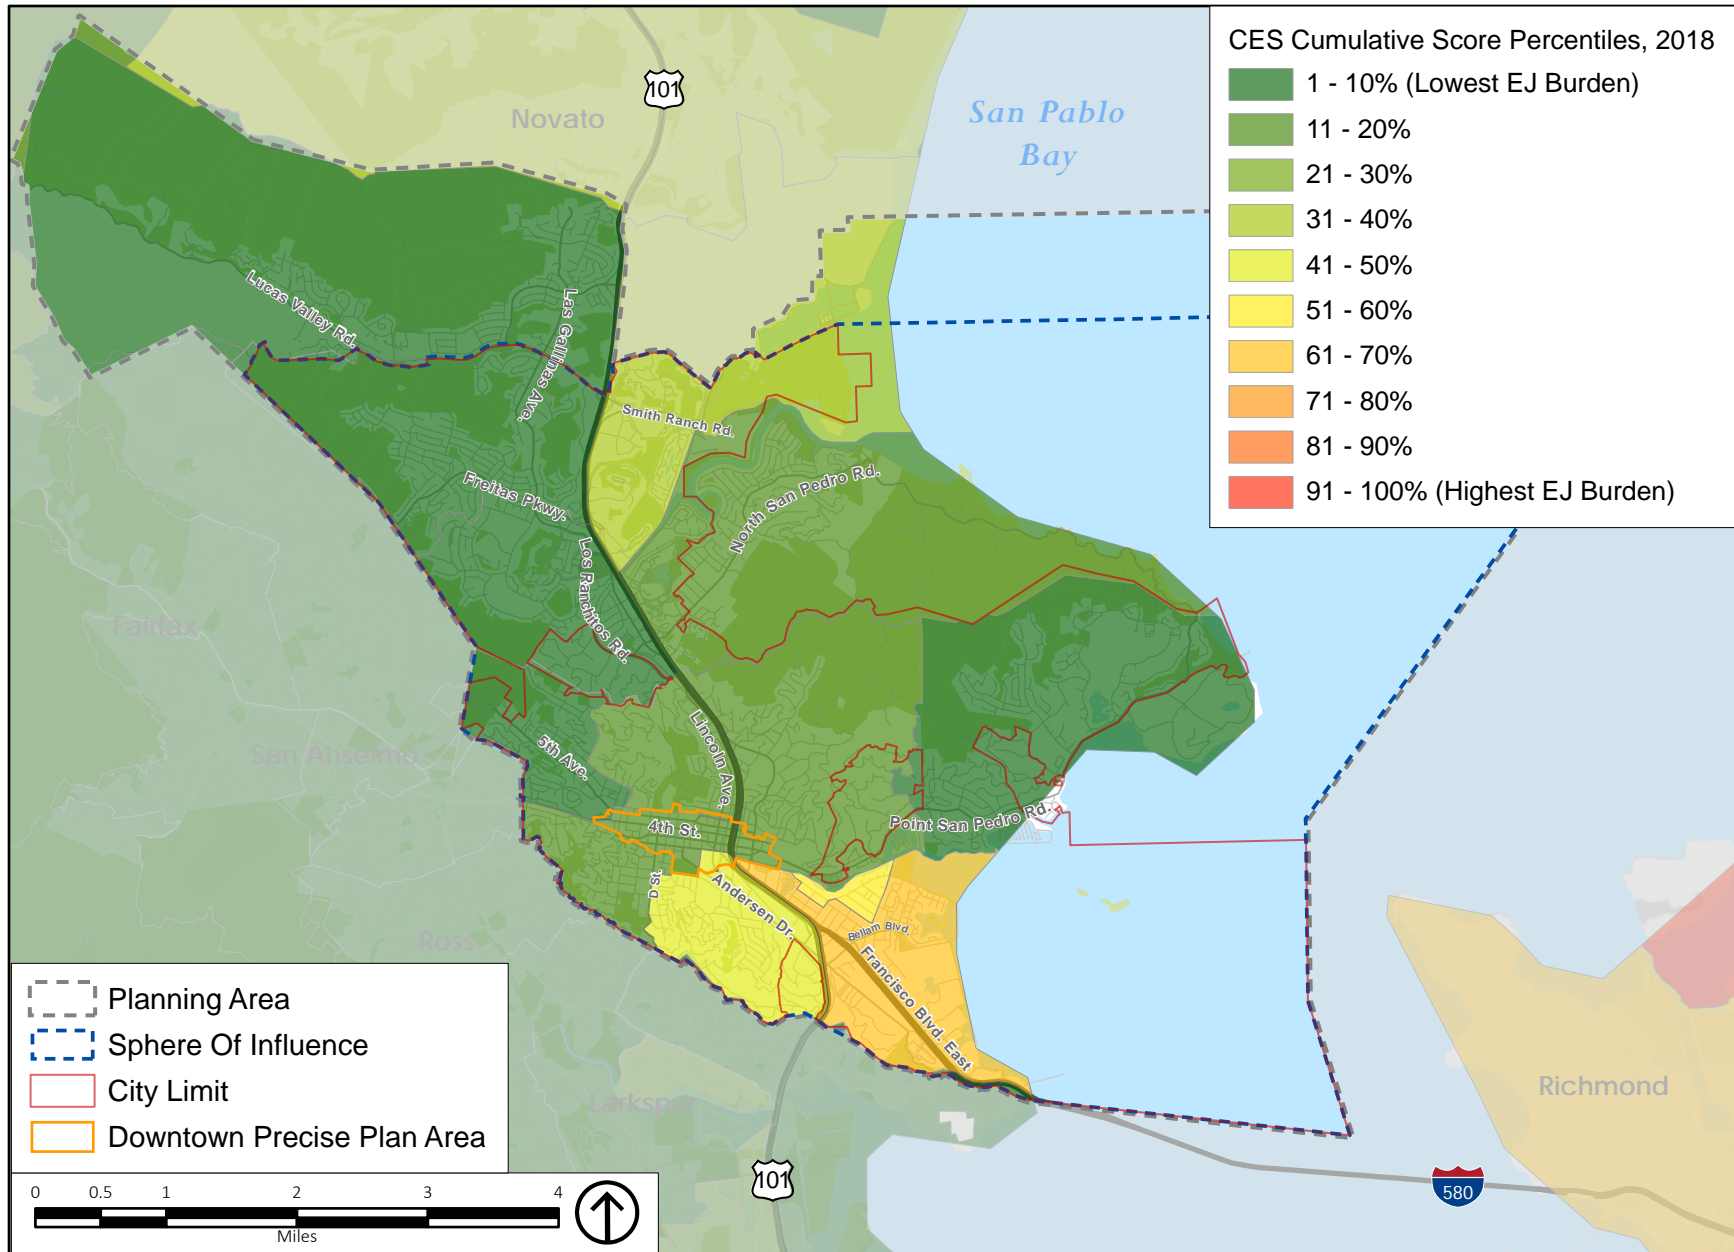 CES Cumulative Score Percentiles, 2018
1 - 10% (Lowest EJ Burden)
11 - 20%
21 - 30%
31 - 40%
41 - 50%
51 - 60%
61 - 70%
71 - 80%
81 - 90%
91 - 100% (Highest EJ Burden)
101
Novato
San Pablo
Bay
Lucas Valley Rd.
Las Gallinas Ave.
Smith Ranch Rd.
Freitas Pkwy.
North San Pedro Rd.
Los Ranchitos Rd.
Fairfax
San Anselmo
5th Ave.
Lincoln Ave.
4th St.
Point San Pedro Rd.
D St.
Andersen Dr.
Bellam Blvd.
Francisco Blvd. East
Ross
Larkspur
Richmond
101
580
Planning Area
Sphere Of Influence
City Limit
Downtown Precise Plan Area
0 0.5 1 2 3 4
Miles